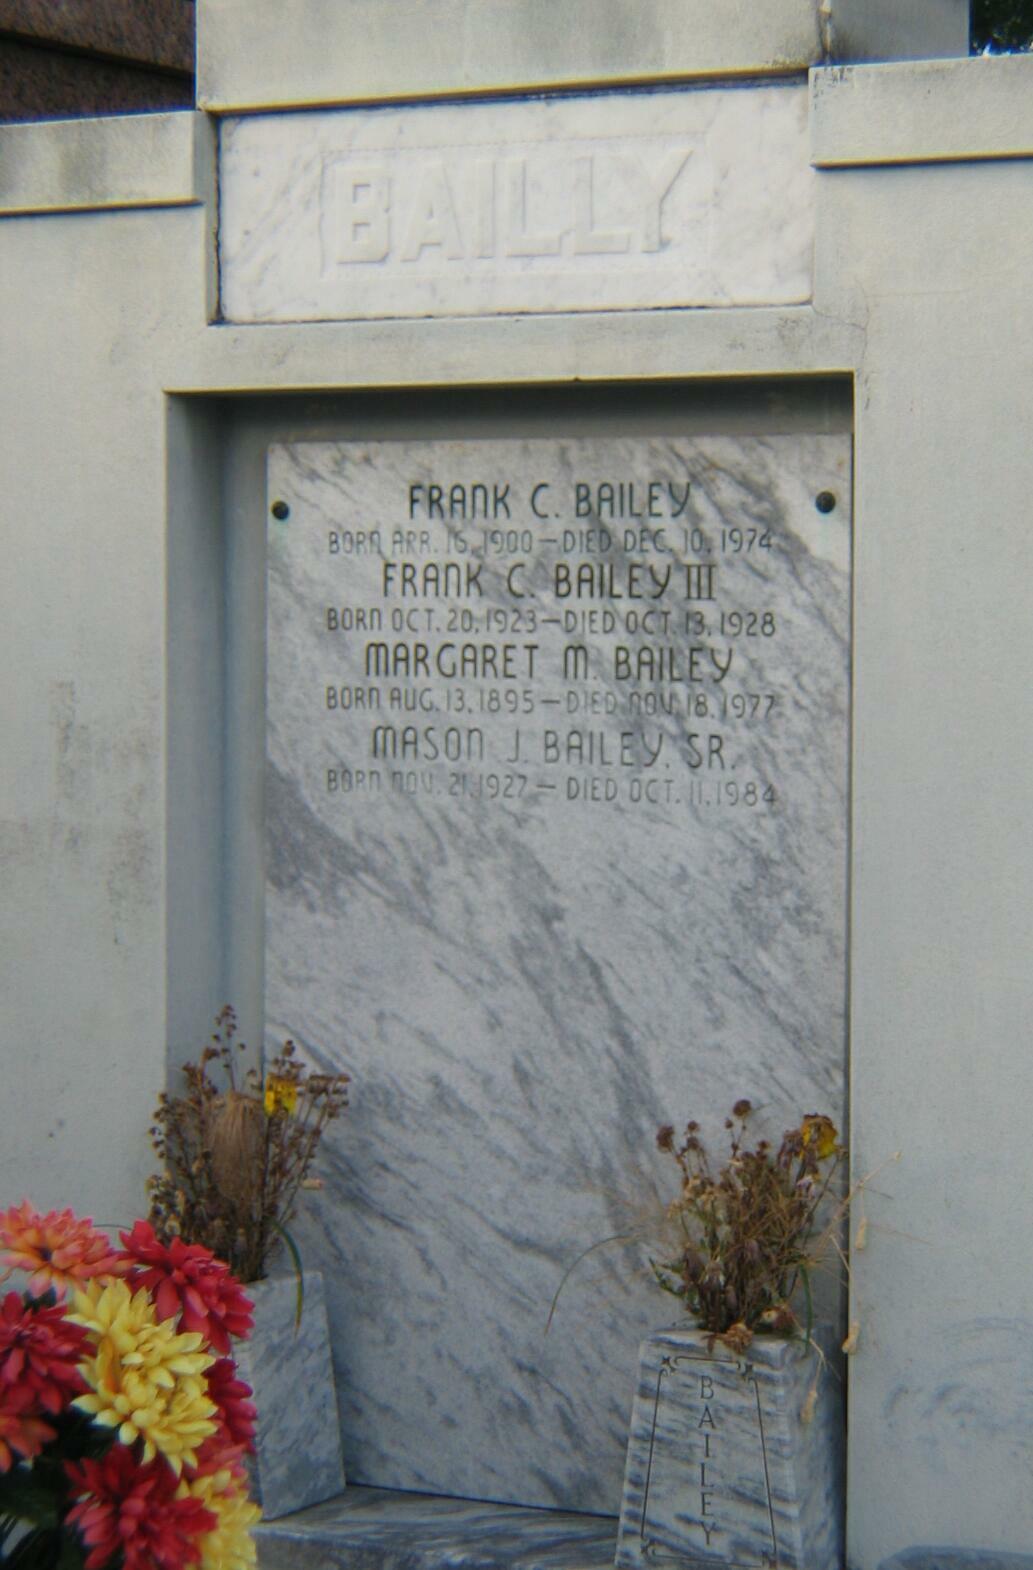 BAILLY
FRANK C. BAILEY
BORN APR. 16, 1900 — DIED DEC. 10, 1974
FRANK C. BAILEY III
BORN OCT. 20, 1923 — DIED OCT. 13, 1928
MARGARET M. BAILEY
BORN AUG. 13, 1895 — DIED NOV. 18, 1977
MASON J. BAILEY, SR.
BORN NOV. 21, 1927 — DIED OCT. 11, 1984
BAILEY